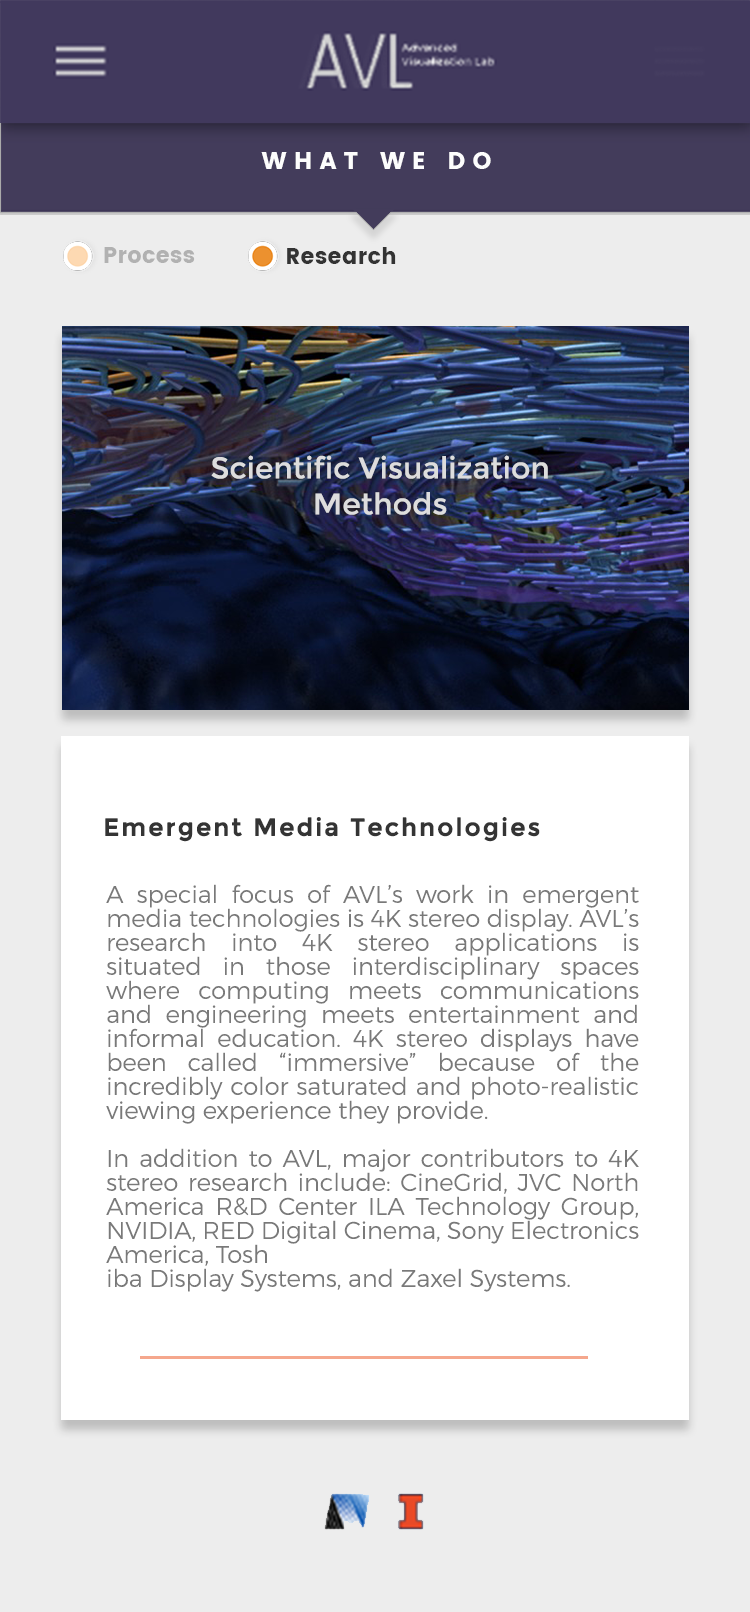 AVL Advanced
Visualization Lab
WHAT WE DO
Process
Research
Scientific Visualization
Methods
Emergent Media Technologies
A special focus of AVL’s work in emergent
media technologies is 4K stereo display. AVL’s
research into 4K stereo applications is
situated in those interdisciplinary spaces
where computing meets communications
and engineering meets entertainment and
informal education. 4K stereo displays have
been called “immersive” because of the
incredibly color saturated and photo-realistic
viewing experience they provide.
In addition to AVL, major contributors to 4K
stereo research include: CineGrid, JVC North
America R&D Center ILA Technology Group,
NVIDIA, RED Digital Cinema, Sony Electronics
America, Tosh
iba Display Systems, and Zaxel Systems.
I